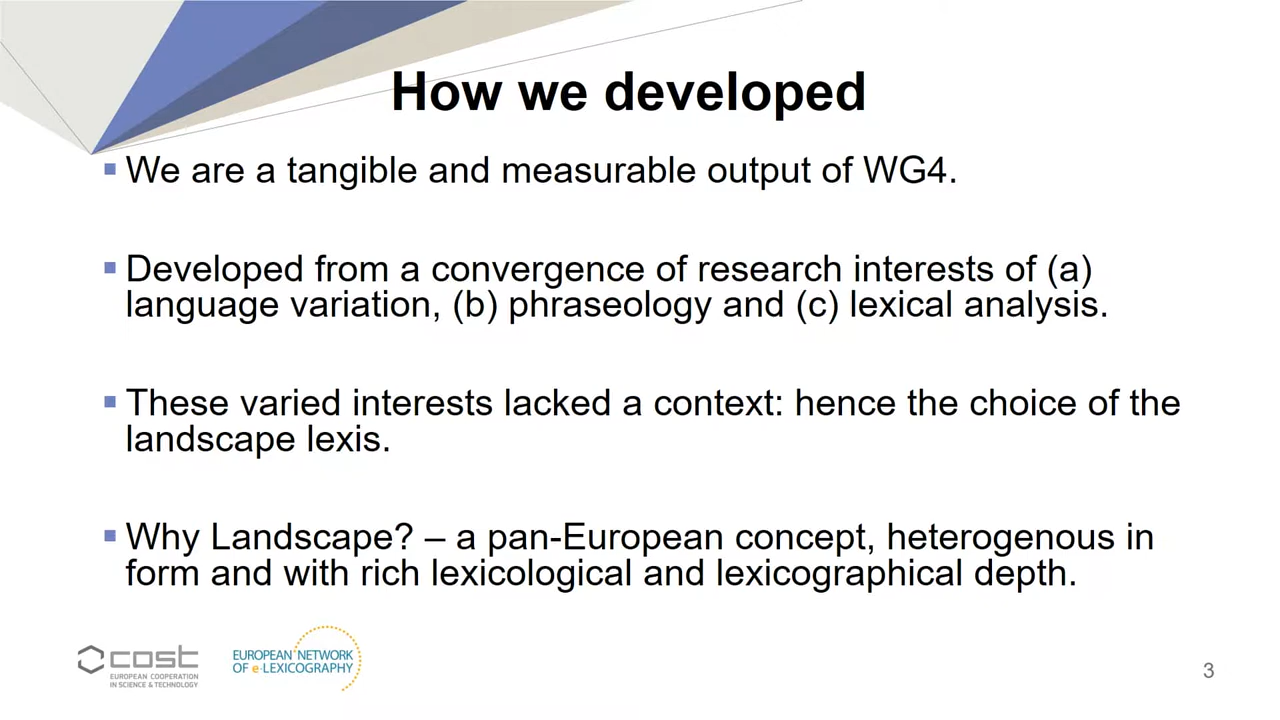 How we developed
We are a tangible and measurable output of WG4.
Developed from a convergence of research interests of (a)
language variation, (b) phraseology and (c) lexical analysis.
These varied interests lacked a context: hence the choice of the
landscape lexis.
Why Landscape? – a pan-European concept, heterogenous in
form and with rich lexicological and lexicographical depth.
cost
EUROPEAN COOPERATION
IN SCIENCE & TECHNOLOGY
EUROPEAN NETWORK
OF e-LEXICOGRAPHY
3